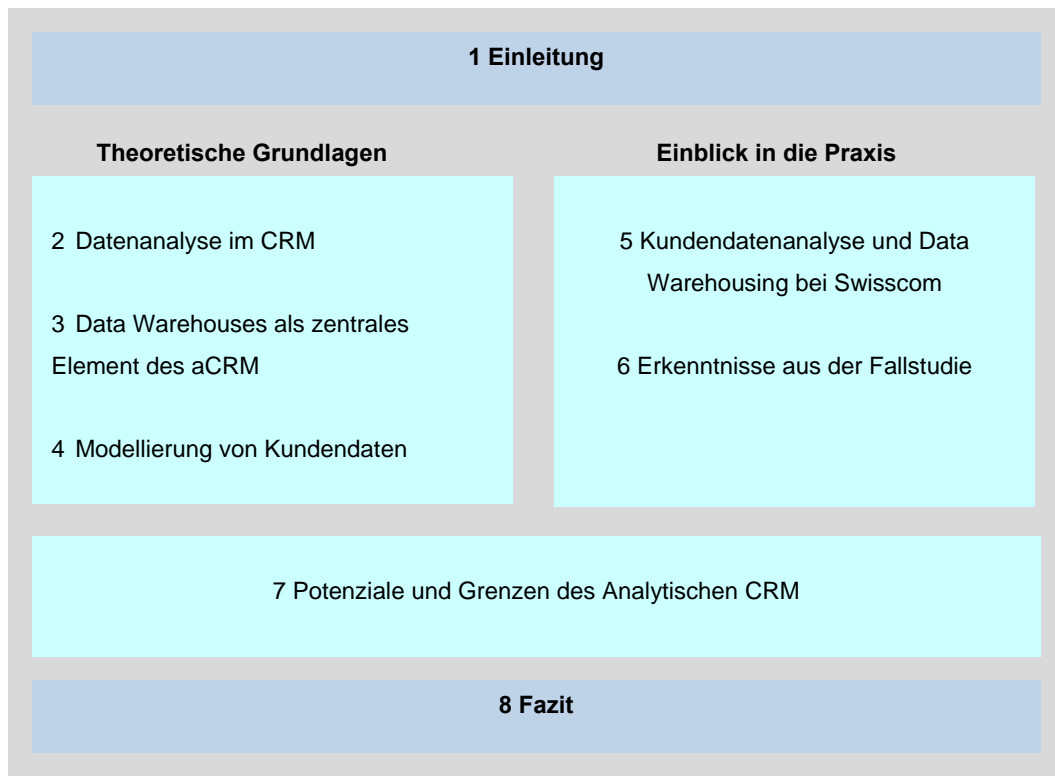 1 Einleitung
Theoretische Grundlagen
2 Datenanalyse im CRM
3 Data Warehouses als zentrales
Element des aCRM
4 Modellierung von Kundendaten
Einblick in die Praxis
5 Kundendatenanalyse und Data
Warehousing bei Swisscom
6 Erkenntnisse aus der Fallstudie
7 Potenziale und Grenzen des Analytischen CRM
8 Fazit